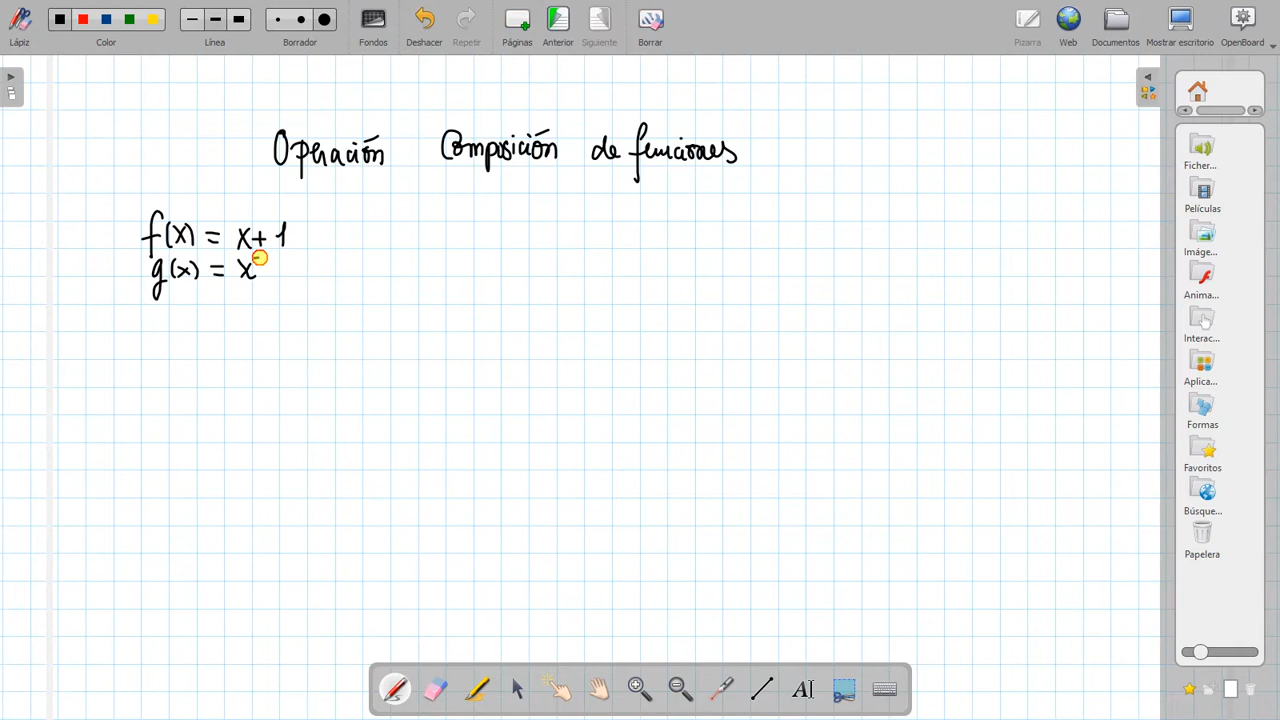 Lápiz Color Línea Borrador Fondos Deshacer Repetir Páginas Anterior Siguiente Borrar Pizarra Web Documentos Mostrar escritorio OpenBoard
Operación Composición de funciones
f(x) = x + 1
g(x) = x
Ficher...
Películas
Imáge...
Anima...
Interac...
Aplica...
Formas
Favoritos
Búsque...
Papelera
AI